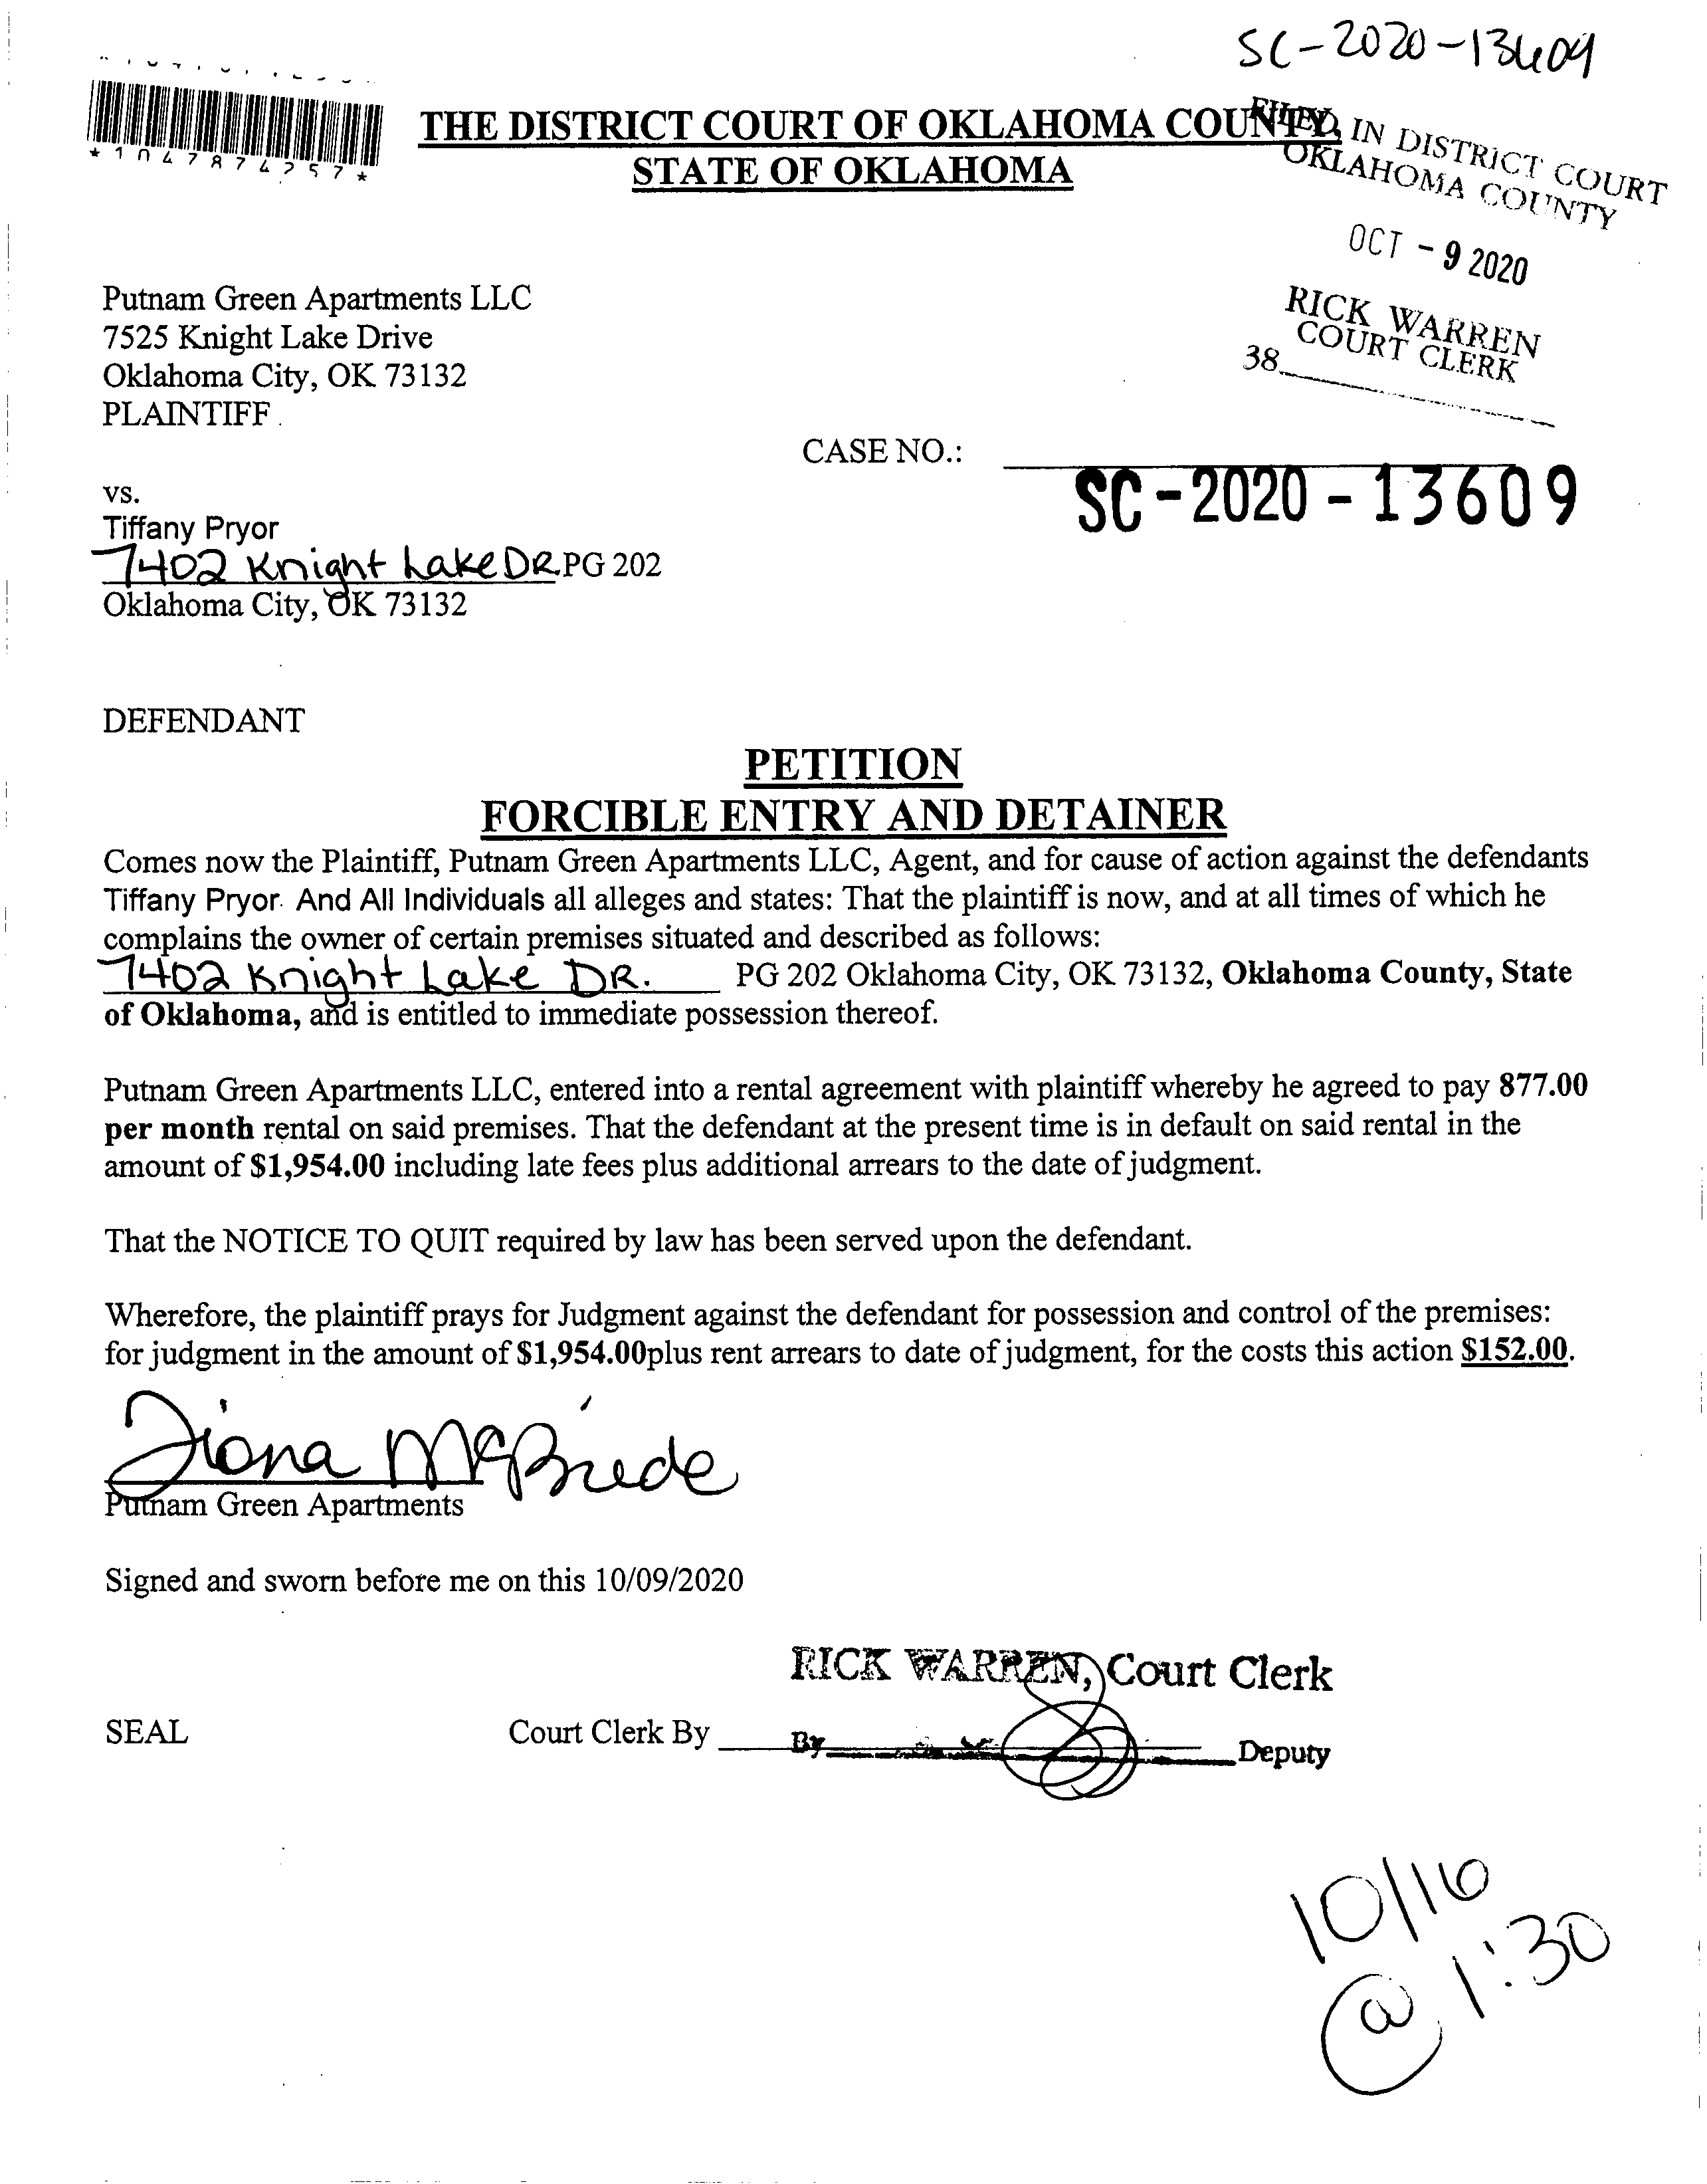 SC-2020-13609
*1047874257*
THE DISTRICT COURT OF OKLAHOMA COUNTY,
STATE OF OKLAHOMA
FILED IN DISTRICT COURT
OKLAHOMA COUNTY
OCT - 9 2020
RICK WARREN
COURT CLERK
38
Putnam Green Apartments LLC
7525 Knight Lake Drive
Oklahoma City, OK 73132
PLAINTIFF
CASE NO.:
SC-2020-13609
vs.
Tiffany Pryor
7402 Knight Lake DR. PG 202
Oklahoma City, OK 73132
DEFENDANT
PETITION
FORCIBLE ENTRY AND DETAINER
Comes now the Plaintiff, Putnam Green Apartments LLC, Agent, and for cause of action against the defendants
Tiffany Pryor. And All Individuals all alleges and states: That the plaintiff is now, and at all times of which he
complains the owner of certain premises situated and described as follows:
7402 Knight Lake DR. PG 202 Oklahoma City, OK 73132, Oklahoma County, State
of Oklahoma, and is entitled to immediate possession thereof.
Putnam Green Apartments LLC, entered into a rental agreement with plaintiff whereby he agreed to pay 877.00
per month rental on said premises. That the defendant at the present time is in default on said rental in the
amount of $1,954.00 including late fees plus additional arrears to the date of judgment.
That the NOTICE TO QUIT required by law has been served upon the defendant.
Wherefore, the plaintiff prays for Judgment against the defendant for possession and control of the premises:
for judgment in the amount of $1,954.00plus rent arrears to date of judgment, for the costs this action $152.00.
Diona McBride
Putnam Green Apartments
Signed and sworn before me on this 10/09/2020
RICK WARREN, Court Clerk
SEAL Court Clerk By By Deputy
10/16
@ 1:30